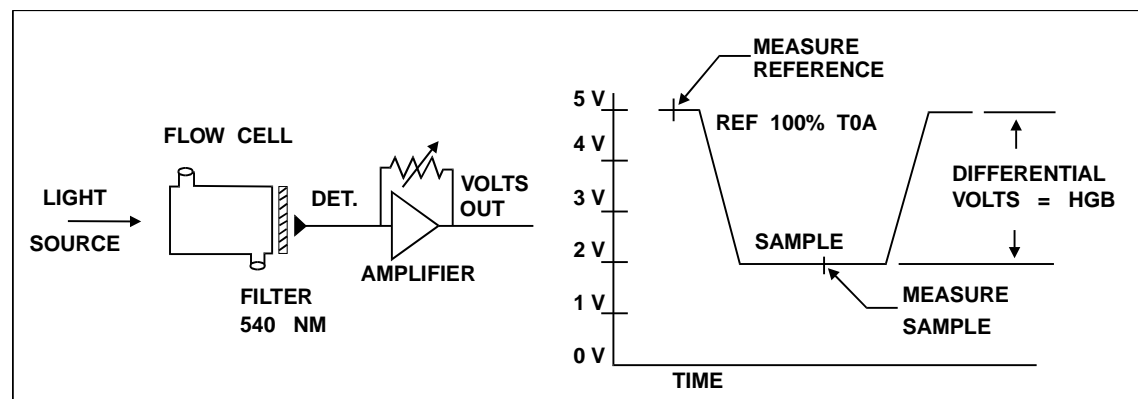 FLOW CELL
LIGHT
SOURCE
DET.
VOLTS
OUT
AMPLIFIER
FILTER
540 NM
MEASURE
REFERENCE
5 V
REF 100% T0A
4 V
3 V
2 V
1 V
0 V
SAMPLE
DIFFERENTIAL
VOLTS = HGB
MEASURE
SAMPLE
TIME